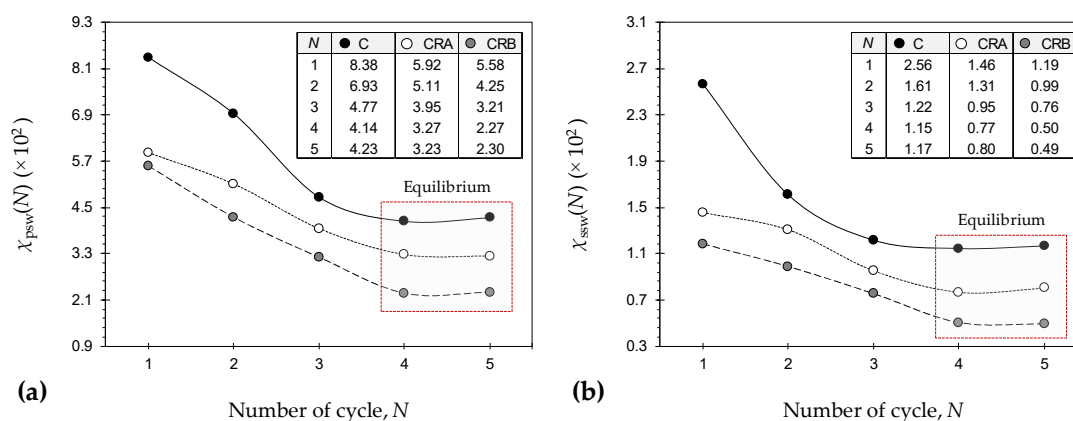 9.3
8.1
6.9
5.7
4.5
3.3
2.1
0.9
χpsw(N) (× 10²)
N C CRA CRB
1 8.38 5.92 5.58
2 6.93 5.11 4.25
3 4.77 3.95 3.21
4 4.14 3.27 2.27
5 4.23 3.23 2.30
Equilibrium
1 2 3 4 5
(a)
Number of cycle, N
3.1
2.7
2.3
1.9
1.5
1.1
0.7
0.3
χssw(N) (× 10²)
N C CRA CRB
1 2.56 1.46 1.19
2 1.61 1.31 0.99
3 1.22 0.95 0.76
4 1.15 0.77 0.50
5 1.17 0.80 0.49
Equilibrium
1 2 3 4 5
(b)
Number of cycle, N